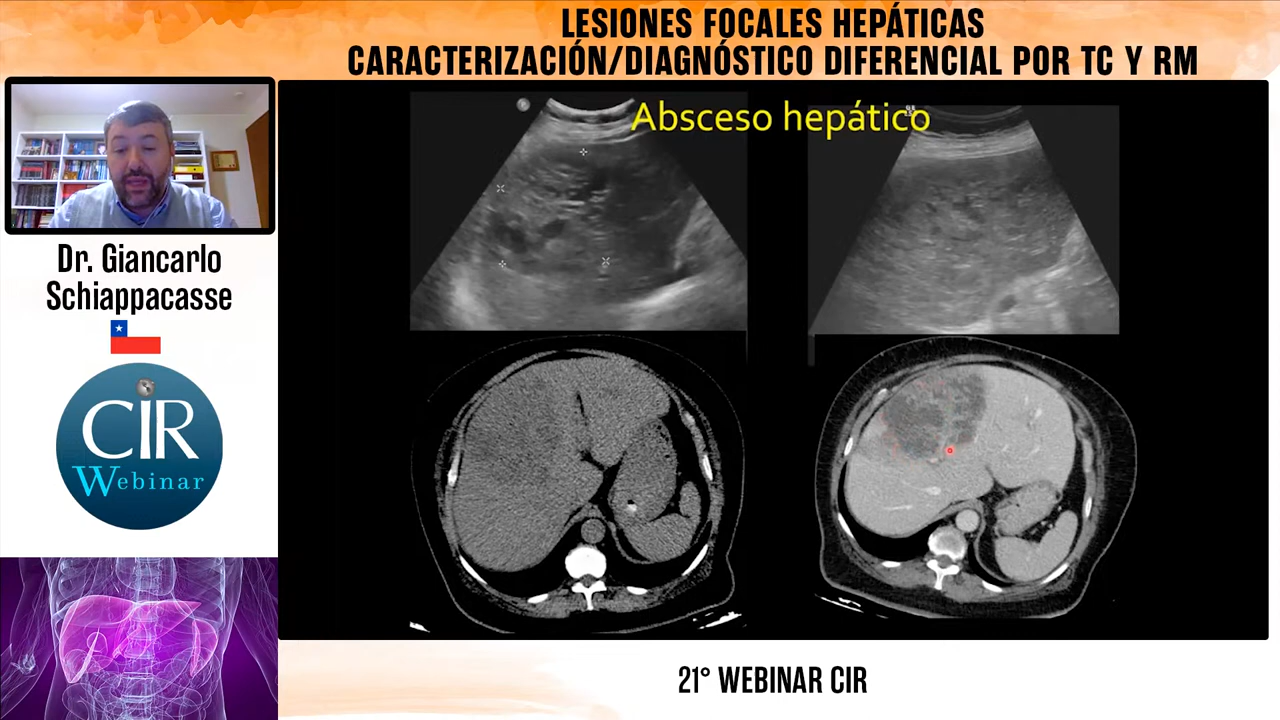 LESIONES FOCALES HEPÁTICAS
CARACTERIZACIÓN/DIAGNÓSTICO DIFERENCIAL POR TC Y RM
Absceso hepático
Dr. Giancarlo
Schiappacasse
CIR
Webinar
21° WEBINAR CIR